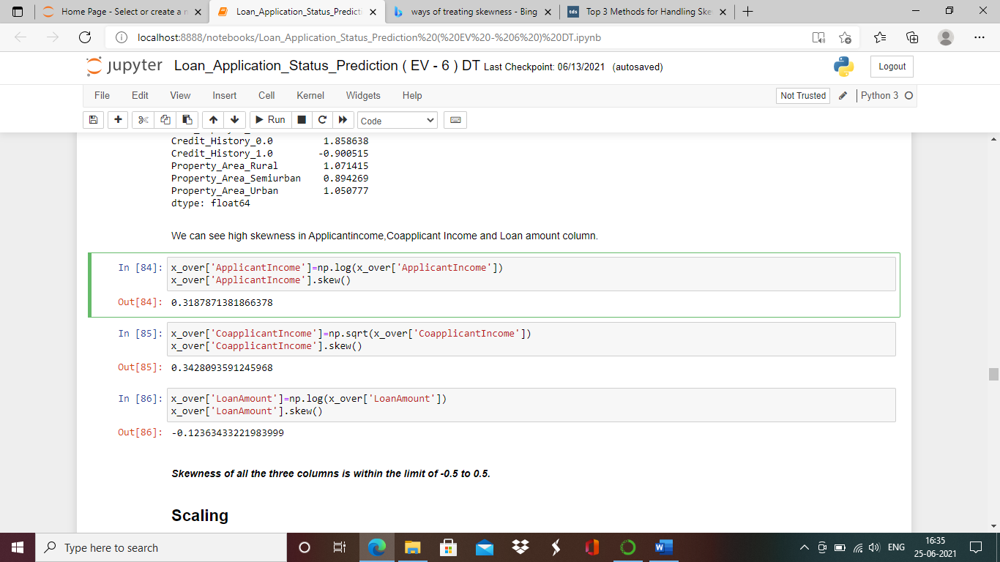 Home Page - Select or create a n
Loan_Application_Status_Predicti
ways of treating skewness - Bing
tds
Top 3 Methods for Handling Ske
localhost:8888/notebooks/Loan_Application_Status_Prediction%20(%20EV%20-%206%20)%20DT.ipynb
jupyter Loan_Application_Status_Prediction ( EV - 6 ) DT Last Checkpoint: 06/13/2021 (autosaved)
Logout
File Edit View Insert Cell Kernel Widgets Help
Not Trusted
Python 3
Run
Code
Credit_History_0.0 1.858638
Credit_History_1.0 -0.900515
Property_Area_Rural 1.071415
Property_Area_Semiurban 0.894269
Property_Area_Urban 1.050777
dtype: float64
We can see high skewness in Applicantincome,Coapplicant Income and Loan amount column.
In [84]: x_over['ApplicantIncome']=np.log(x_over['ApplicantIncome'])
x_over['ApplicantIncome'].skew()
Out[84]: 0.3187871381866378
In [85]: x_over['CoapplicantIncome']=np.sqrt(x_over['CoapplicantIncome'])
x_over['CoapplicantIncome'].skew()
Out[85]: 0.3428093591245968
In [86]: x_over['LoanAmount']=np.log(x_over['LoanAmount'])
x_over['LoanAmount'].skew()
Out[86]: -0.12363433221983999
Skewness of all the three columns is within the limit of -0.5 to 0.5.
Scaling
Type here to search
ENG
16:35
25-06-2021